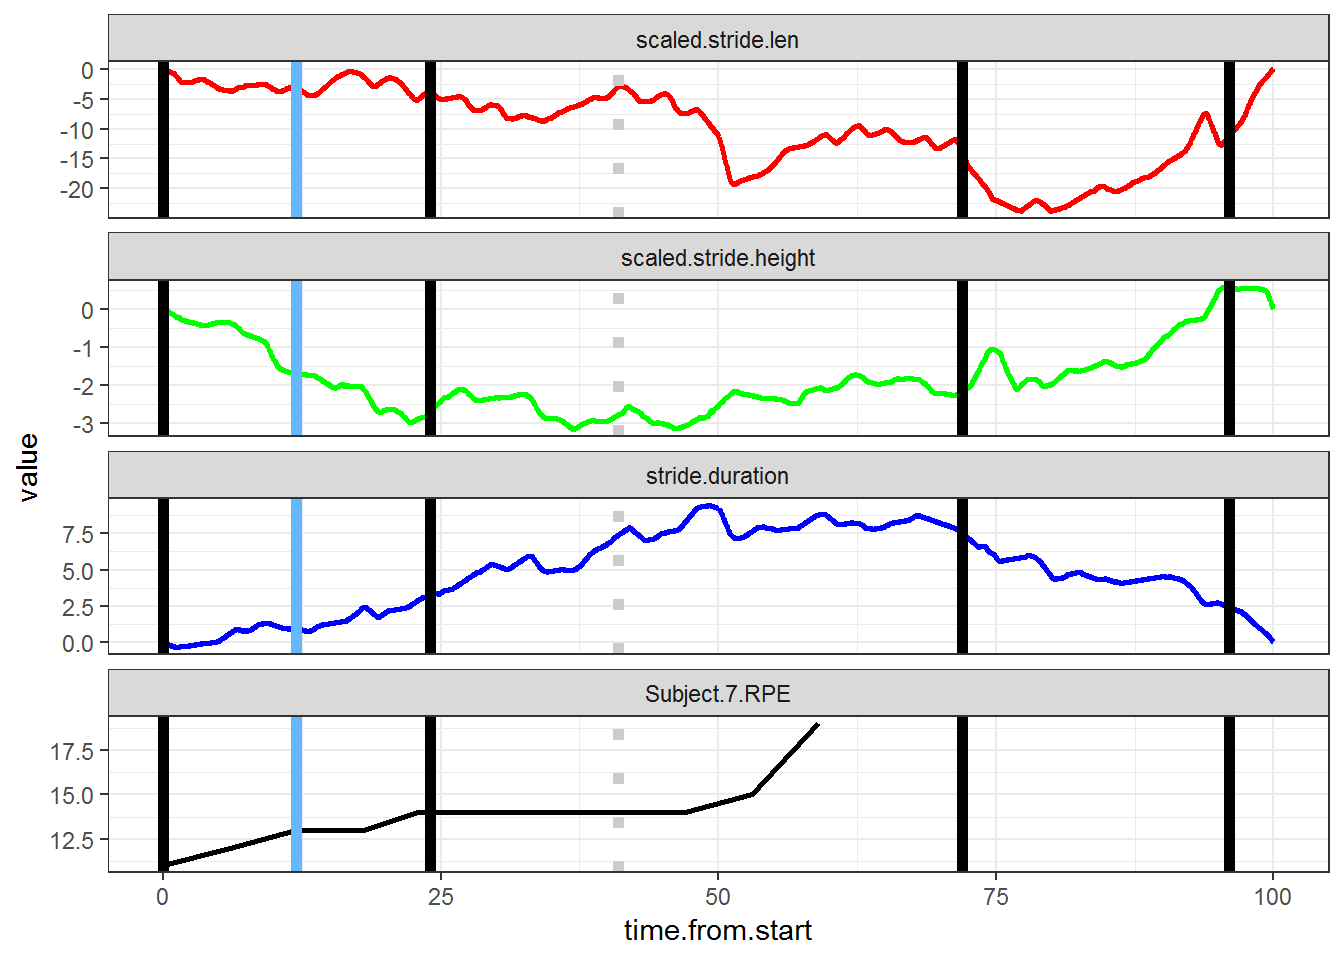 scaled.stride.len
0
-5
-10
-15
-20
scaled.stride.height
0
-1
-2
-3
value
stride.duration
7.5
5.0
2.5
0.0
Subject.7.RPE
17.5
15.0
12.5
0 25 50 75 100
time.from.start